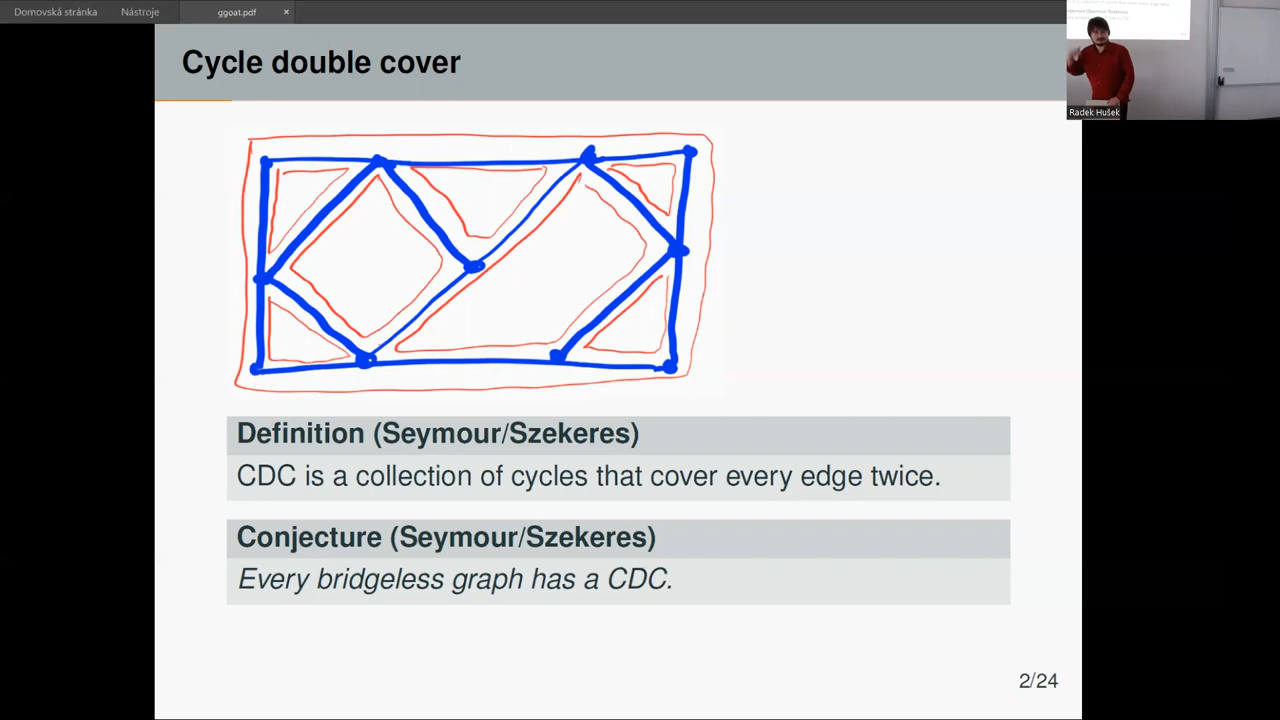 Domovská stránka
Nástroje
ggoat.pdf
×
Cycle double cover
Radek Hušek
Definition (Seymour/Szekeres)
CDC is a collection of cycles that cover every edge twice.
Conjecture (Seymour/Szekeres)
Every bridgeless graph has a CDC.
2/24